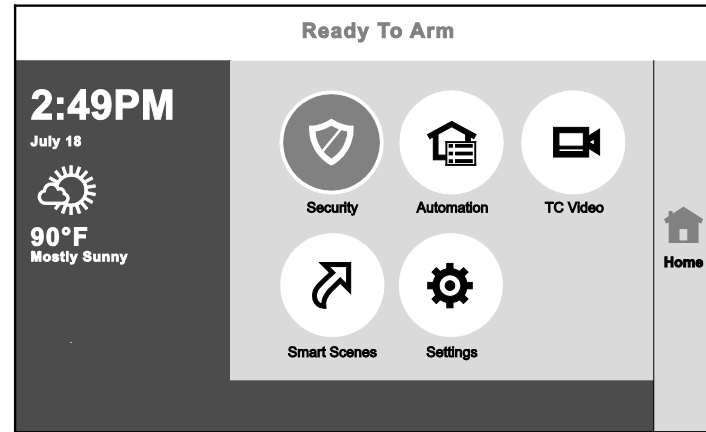 Ready To Arm
2:49PM
July 18
90°F
Mostly Sunny
Security
Automation
TC Video
Smart Scenes
Settings
Home